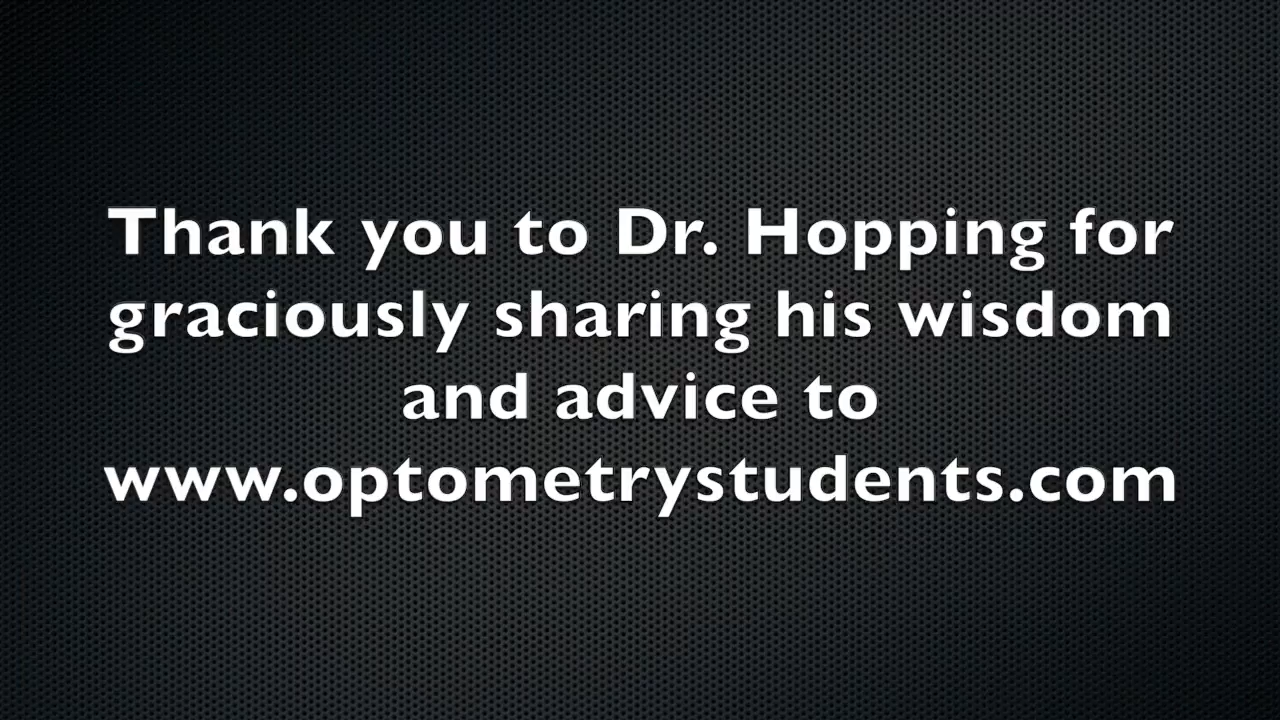 Thank you to Dr. Hopping for
graciously sharing his wisdom
and advice to
www.optometrystudents.com